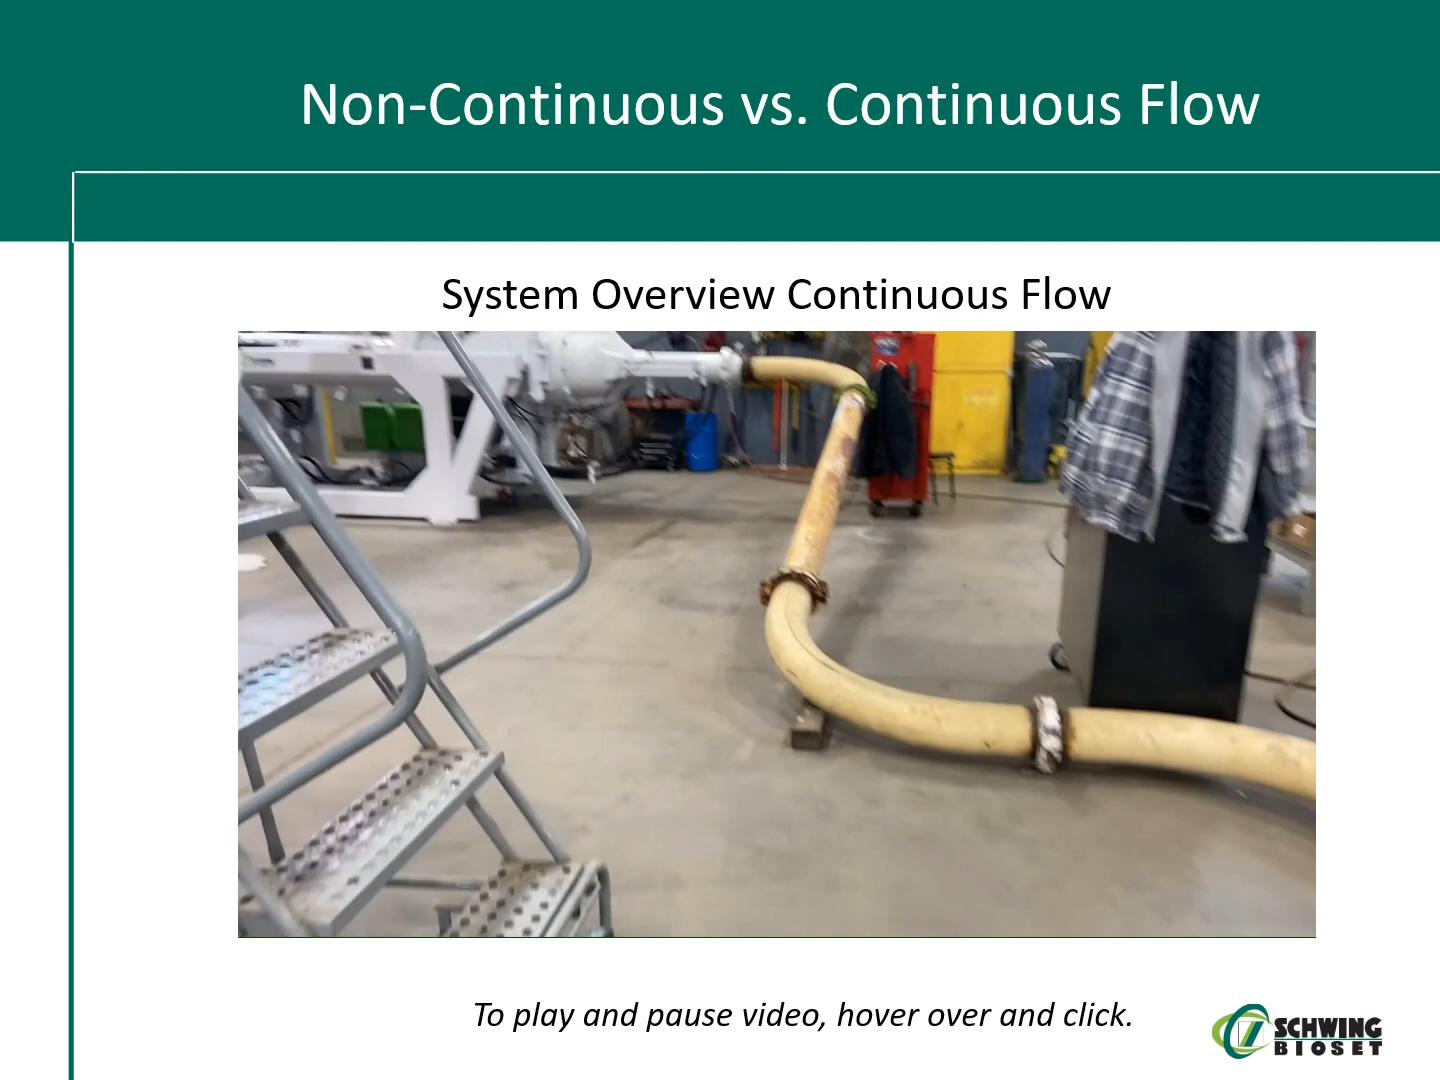 Non-Continuous vs. Continuous Flow
System Overview Continuous Flow
To play and pause video, hover over and click.
SCHWING
BIOSET